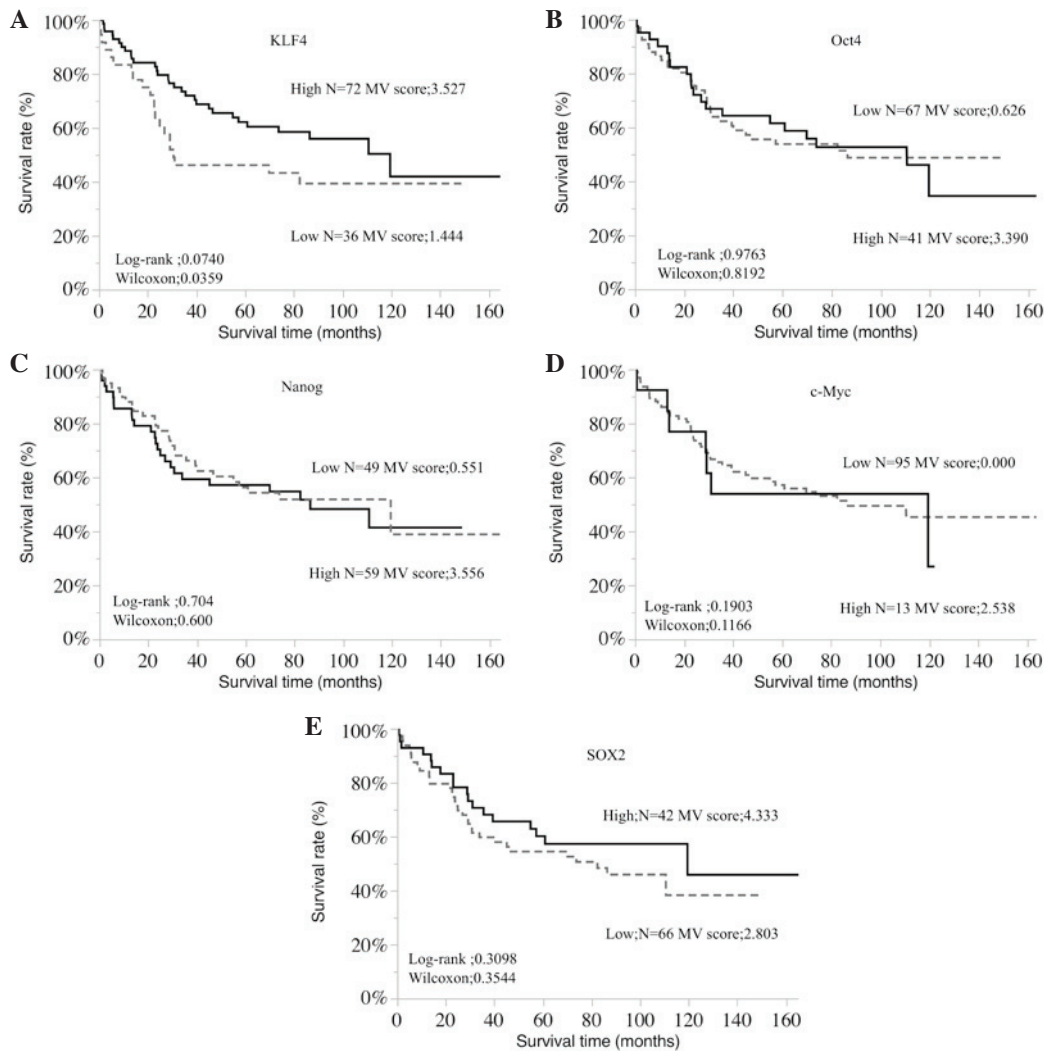 A
KLF4
100%
80%
60%
40%
20%
0%
Survival rate (%)
High N=72 MV score;3.527
Low N=36 MV score;1.444
Log-rank ;0.0740
Wilcoxon;0.0359
0 20 40 60 80 100 120 140 160
Survival time (months)
B
Oct4
100%
80%
60%
40%
20%
0%
Survival rate (%)
Low N=67 MV score;0.626
High N=41 MV score;3.390
Log-rank ;0.9763
Wilcoxon;0.8192
0 20 40 60 80 100 120 140 160
Survival time (months)
C
Nanog
100%
80%
60%
40%
20%
0%
Survival rate (%)
Low N=49 MV score;0.551
High N=59 MV score;3.556
Log-rank ;0.704
Wilcoxon;0.600
0 20 40 60 80 100 120 140 160
Survival time (months)
D
c-Myc
100%
80%
60%
40%
20%
0%
Survival rate (%)
Low N=95 MV score;0.000
High N=13 MV score;2.538
Log-rank ;0.1903
Wilcoxon;0.1166
0 20 40 60 80 100 120 140 160
Survival time (months)
E
SOX2
100%
80%
60%
40%
20%
0%
Survival rate (%)
High;N=42 MV score;4.333
Low;N=66 MV score;2.803
Log-rank ;0.3098
Wilcoxon;0.3544
0 20 40 60 80 100 120 140 160
Survival time (months)